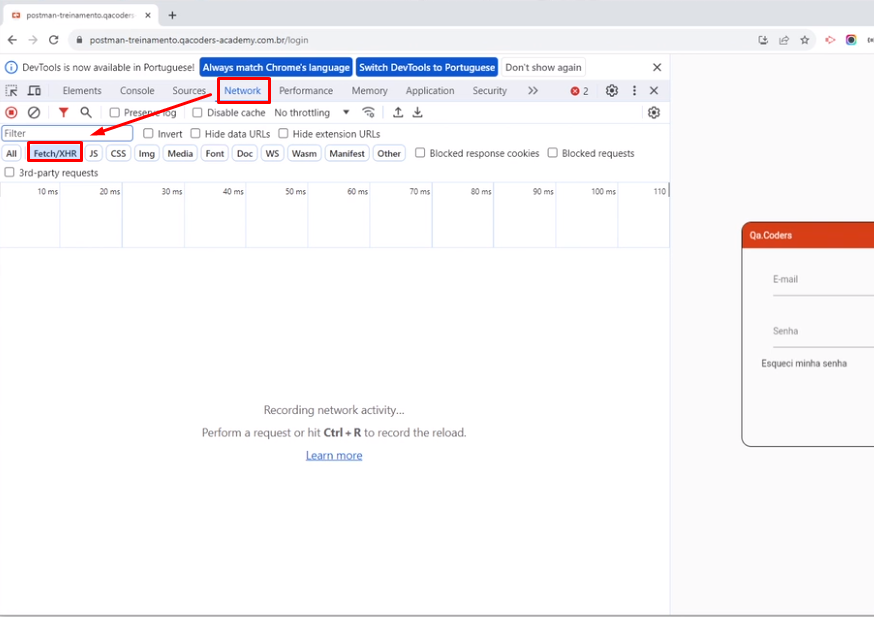 postman-treinamento.qacoders-
postman-treinamento.qacoders-academy.com.br/login
DevTools is now available in Portuguese! Always match Chrome's language Switch DevTools to Portuguese Don't show again
Elements Console Sources Network Performance Memory Application Security 2
Preserve log Disable cache No throttling
Filter Invert Hide data URLs Hide extension URLs
All Fetch/XHR JS CSS Img Media Font Doc WS Wasm Manifest Other Blocked response cookies Blocked requests
3rd-party requests
10 ms 20 ms 30 ms 40 ms 50 ms 60 ms 70 ms 80 ms 90 ms 100 ms 110
Qa.Coders
E-mail
Senha
Esqueci minha senha
Recording network activity...
Perform a request or hit Ctrl + R to record the reload.
Learn more